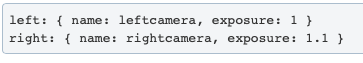 left: { name: leftcamera, exposure: 1 }
right: { name: rightcamera, exposure: 1.1 }